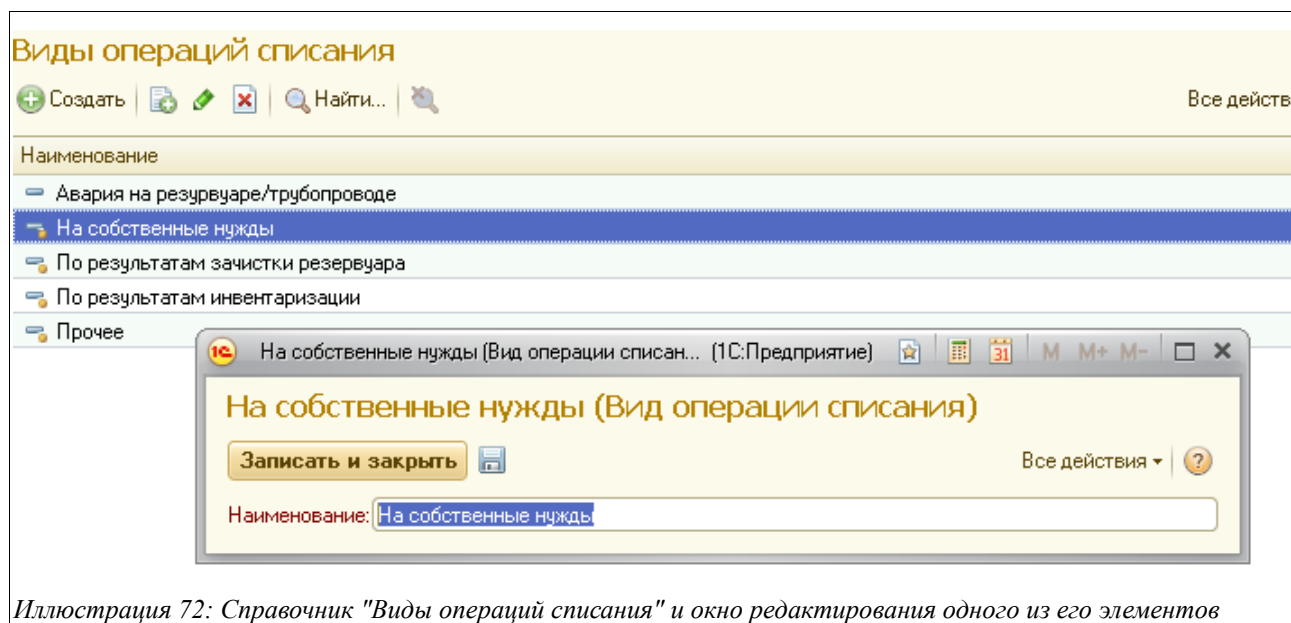 Виды операций списания
Создать Найти... Все действ
Наименование
Авария на резурвуаре/трубопроводе
На собственные нужды
По результатам зачистки резервуара
По результатам инвентаризации
Прочее
1С На собственные нужды (Вид операции списан... (1С:Предприятие) 31 M M+ M-
На собственные нужды (Вид операции списания)
Записать и закрыть Все действия ?
Наименование: На собственные нужды
Иллюстрация 72: Справочник "Виды операций списания" и окно редактирования одного из его элементов